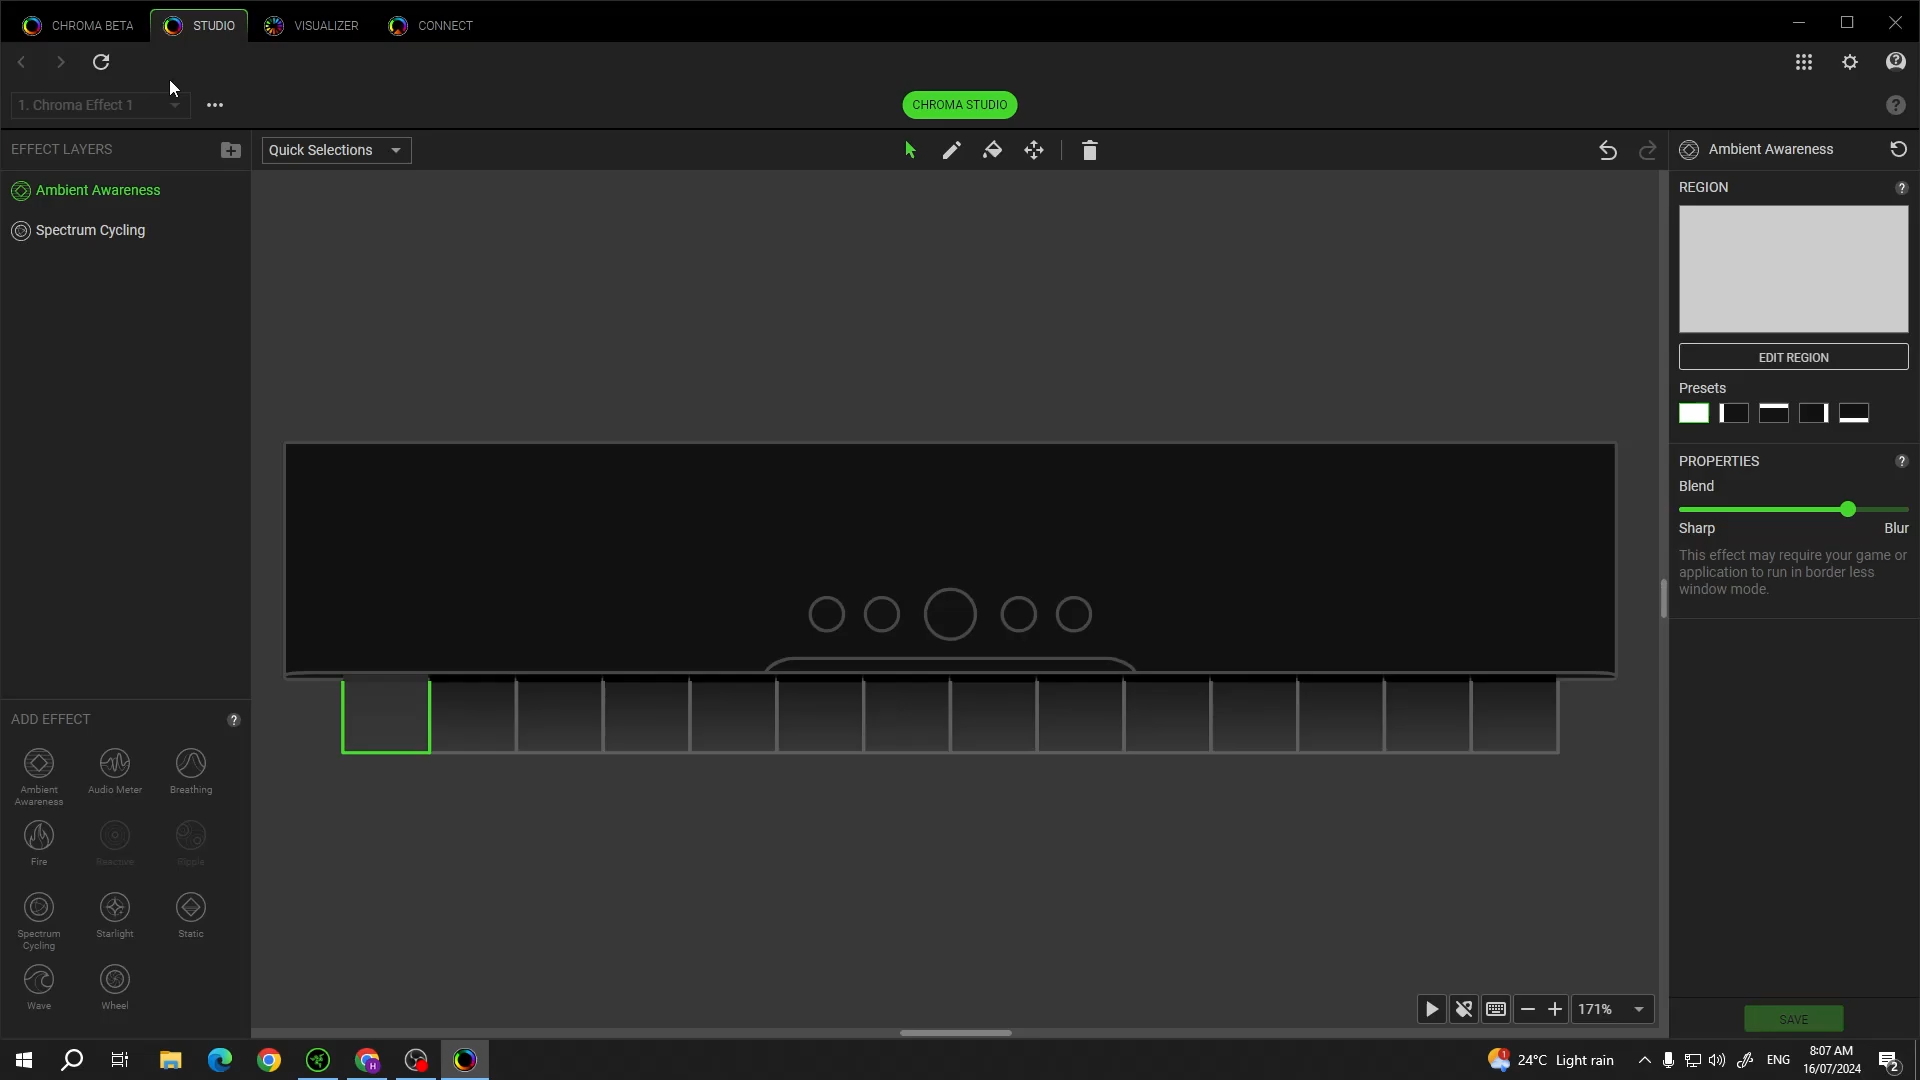 CHROMA BETA
STUDIO
VISUALIZER
CONNECT
1. Chroma Effect 1
CHROMA STUDIO
?
EFFECT LAYERS
Quick Selections
Ambient Awareness
Ambient Awareness
Spectrum Cycling
REGION
?
EDIT REGION
Presets
PROPERTIES
?
Blend
Sharp
Blur
This effect may require your game or
application to run in border less
window mode.
ADD EFFECT
?
Ambient
Awareness
Audio Meter
Breathing
Fire
Reactive
Ripple
Spectrum
Cycling
Starlight
Static
Wave
Wheel
171%
SAVE
1
24°C Light rain
ENG
8:07 AM
16/07/2024
2
H